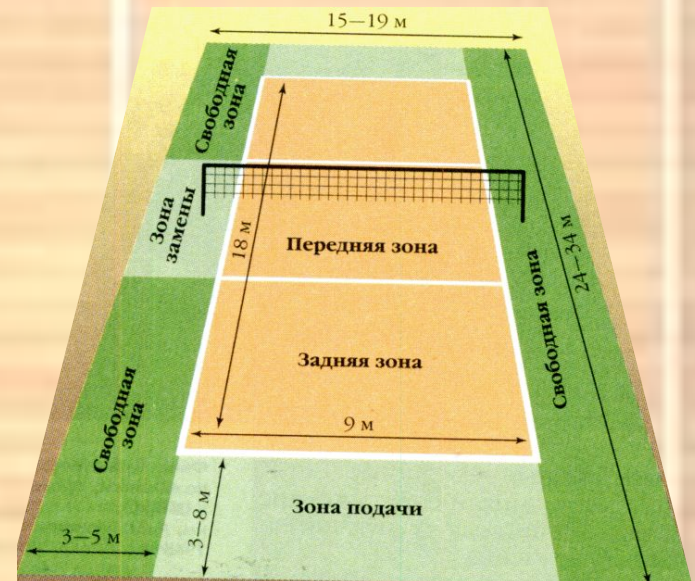 15—19 м
Свободная
зона
Зона
замены
18 м
Передняя зона
24—34 м
Свободная зона
Задняя зона
Свободная
зона
9 м
Зона подачи
3—8 м
3—5 м